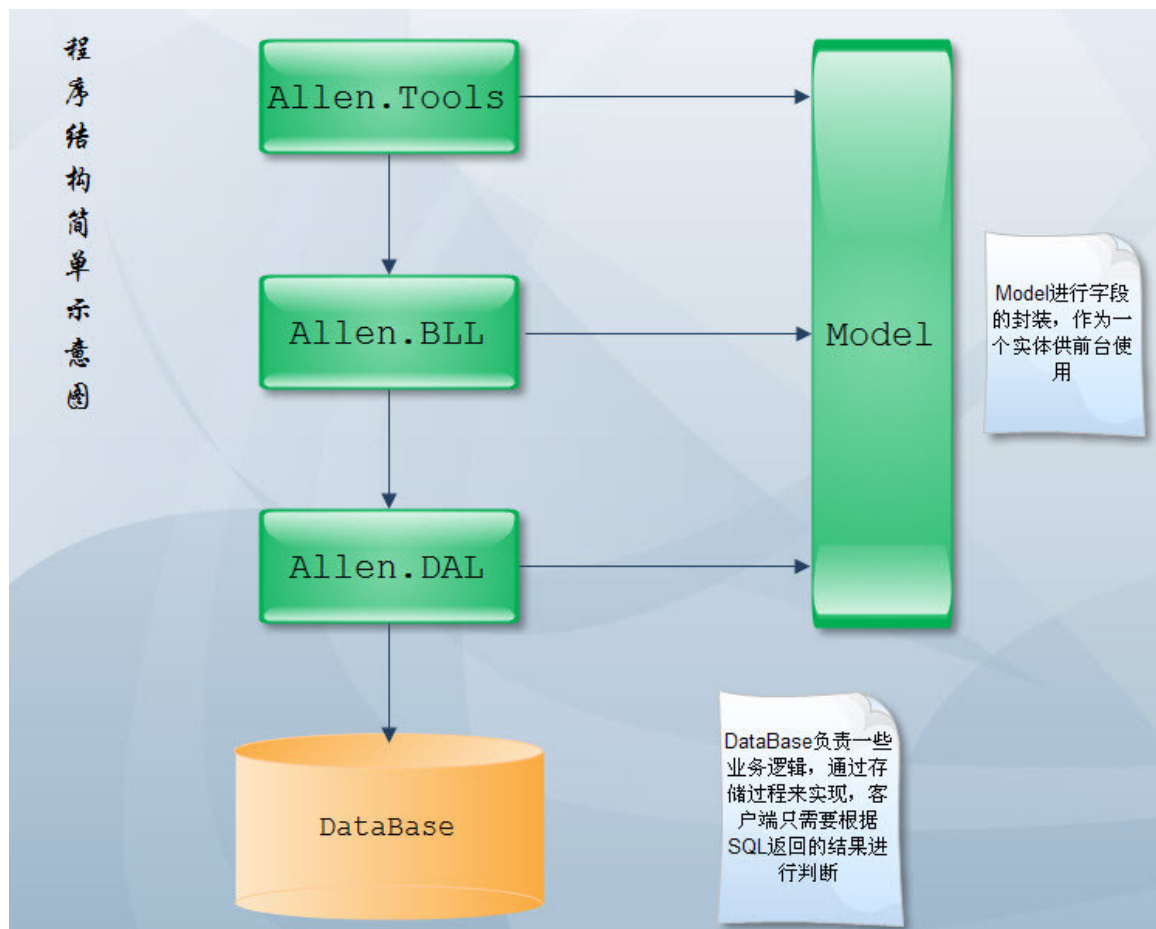 程序结构简单示意图
Allen.Tools
Allen.BLL
Model
Model进行字段
的封装，作为一
个实体供前台使
用
Allen.DAL
DataBase
DataBase负责一些
业务逻辑，通过存
储过程来实现，客
户端只需要根据
SQL返回的结果进
行判断